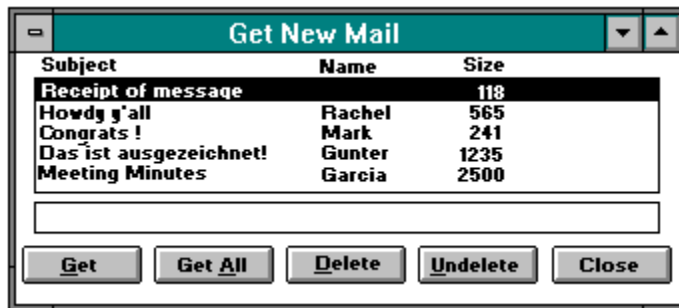 Get New Mail
Subject Name Size
Receipt of message 118
Howdy y'all Rachel 565
Congrats ! Mark 241
Das ist ausgezeichnet! Gunter 1235
Meeting Minutes Garcia 2500
Get Get All Delete Undelete Close